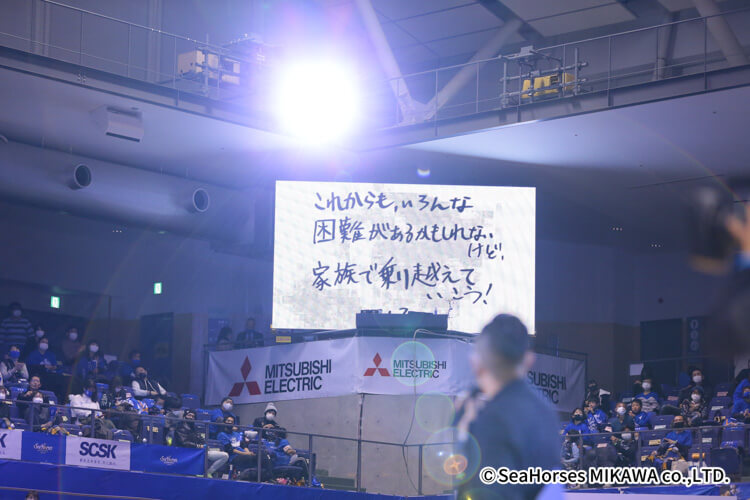 これからも,いろんな
困難があるかもしれない
けど!
家族で乗り越えて
いこう!
MITSUBISHI
ELECTRIC
MITSUBISHI
ELECTRIC
MITSUBISHI
ELECTRIC
SCSK
©SeaHorses MIKAWA co.,LTD.